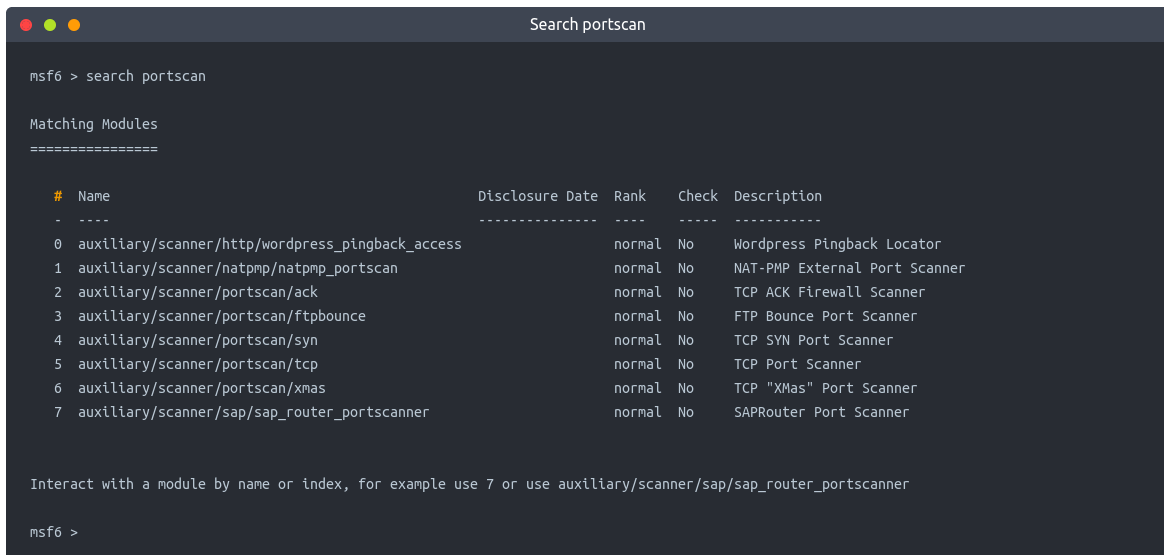 Search portscan
msf6 > search portscan
Matching Modules
================
   #  Name                                              Disclosure Date  Rank    Check  Description
   -  ----                                              ---------------  ----    -----  -----------
   0  auxiliary/scanner/http/wordpress_pingback_access                   normal  No     Wordpress Pingback Locator
   1  auxiliary/scanner/natpmp/natpmp_portscan                           normal  No     NAT-PMP External Port Scanner
   2  auxiliary/scanner/portscan/ack                                     normal  No     TCP ACK Firewall Scanner
   3  auxiliary/scanner/portscan/ftpbounce                               normal  No     FTP Bounce Port Scanner
   4  auxiliary/scanner/portscan/syn                                     normal  No     TCP SYN Port Scanner
   5  auxiliary/scanner/portscan/tcp                                     normal  No     TCP Port Scanner
   6  auxiliary/scanner/portscan/xmas                                    normal  No     TCP "XMas" Port Scanner
   7  auxiliary/scanner/sap/sap_router_portscanner                       normal  No     SAPRouter Port Scanner
Interact with a module by name or index, for example use 7 or use auxiliary/scanner/sap/sap_router_portscanner
msf6 >